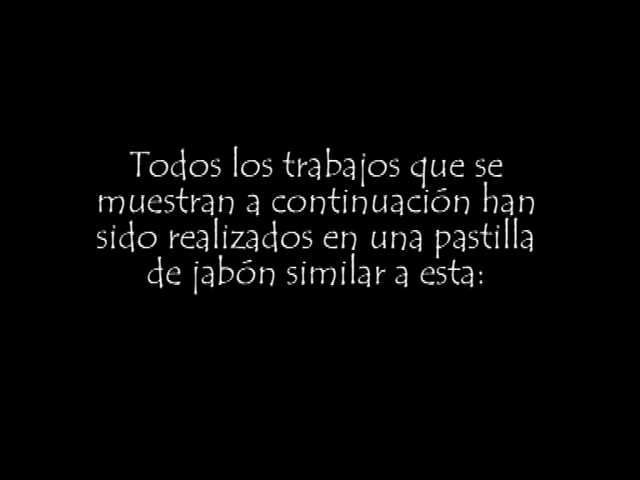 Todos los trabajos que se
muestran a continuación han
sido realizados en una pastilla
de jabón similar a esta: